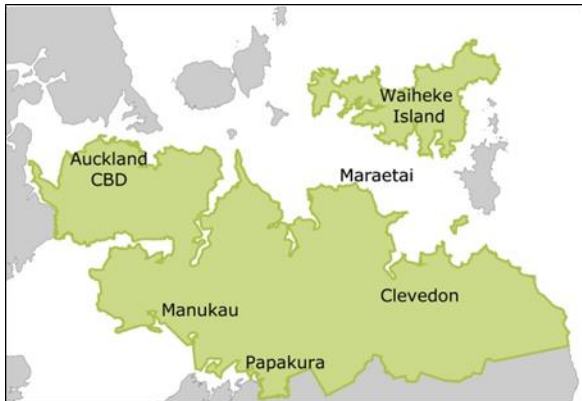 Waiheke
Island
Auckland
CBD
Maraetai
Clevedon
Manukau
Papakura